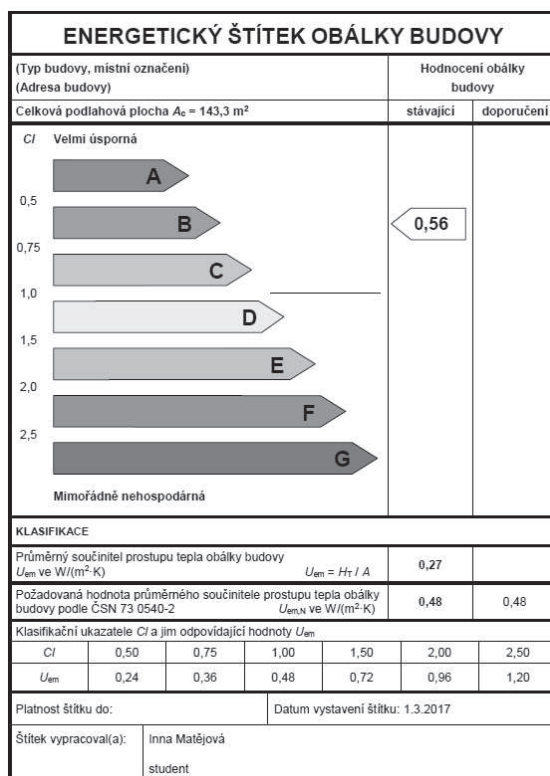 ENERGETICKÝ ŠTÍTEK OBÁLKY BUDOVY
(Typ budovy, místní označení)
(Adresa budovy)
Hodnocení obálky
budovy
Celková podlahová plocha Ac = 143,3 m²
stávající
doporučení
CI Velmi úsporná
A
0,5
B
0,56
0,75
C
1,0
D
1,5
E
2,0
F
2,5
G
Mimořádně nehospodárná
KLASIFIKACE
Průměrný součinitel prostupu tepla obálky budovy
Uem ve W/(m²·K) Uem = HT / A
0,27
Požadovaná hodnota průměrného součinitele prostupu tepla obálky
budovy podle ČSN 73 0540-2 Uem,N ve W/(m²·K)
0,48 0,48
Klasifikační ukazatele CI a jim odpovídající hodnoty Uem
CI 0,50 0,75 1,00 1,50 2,00 2,50
Uem 0,24 0,36 0,48 0,72 0,96 1,20
Platnost štítku do: Datum vystavení štítku: 1.3.2017
Štítek vypracoval(a): Inna Matějová
student